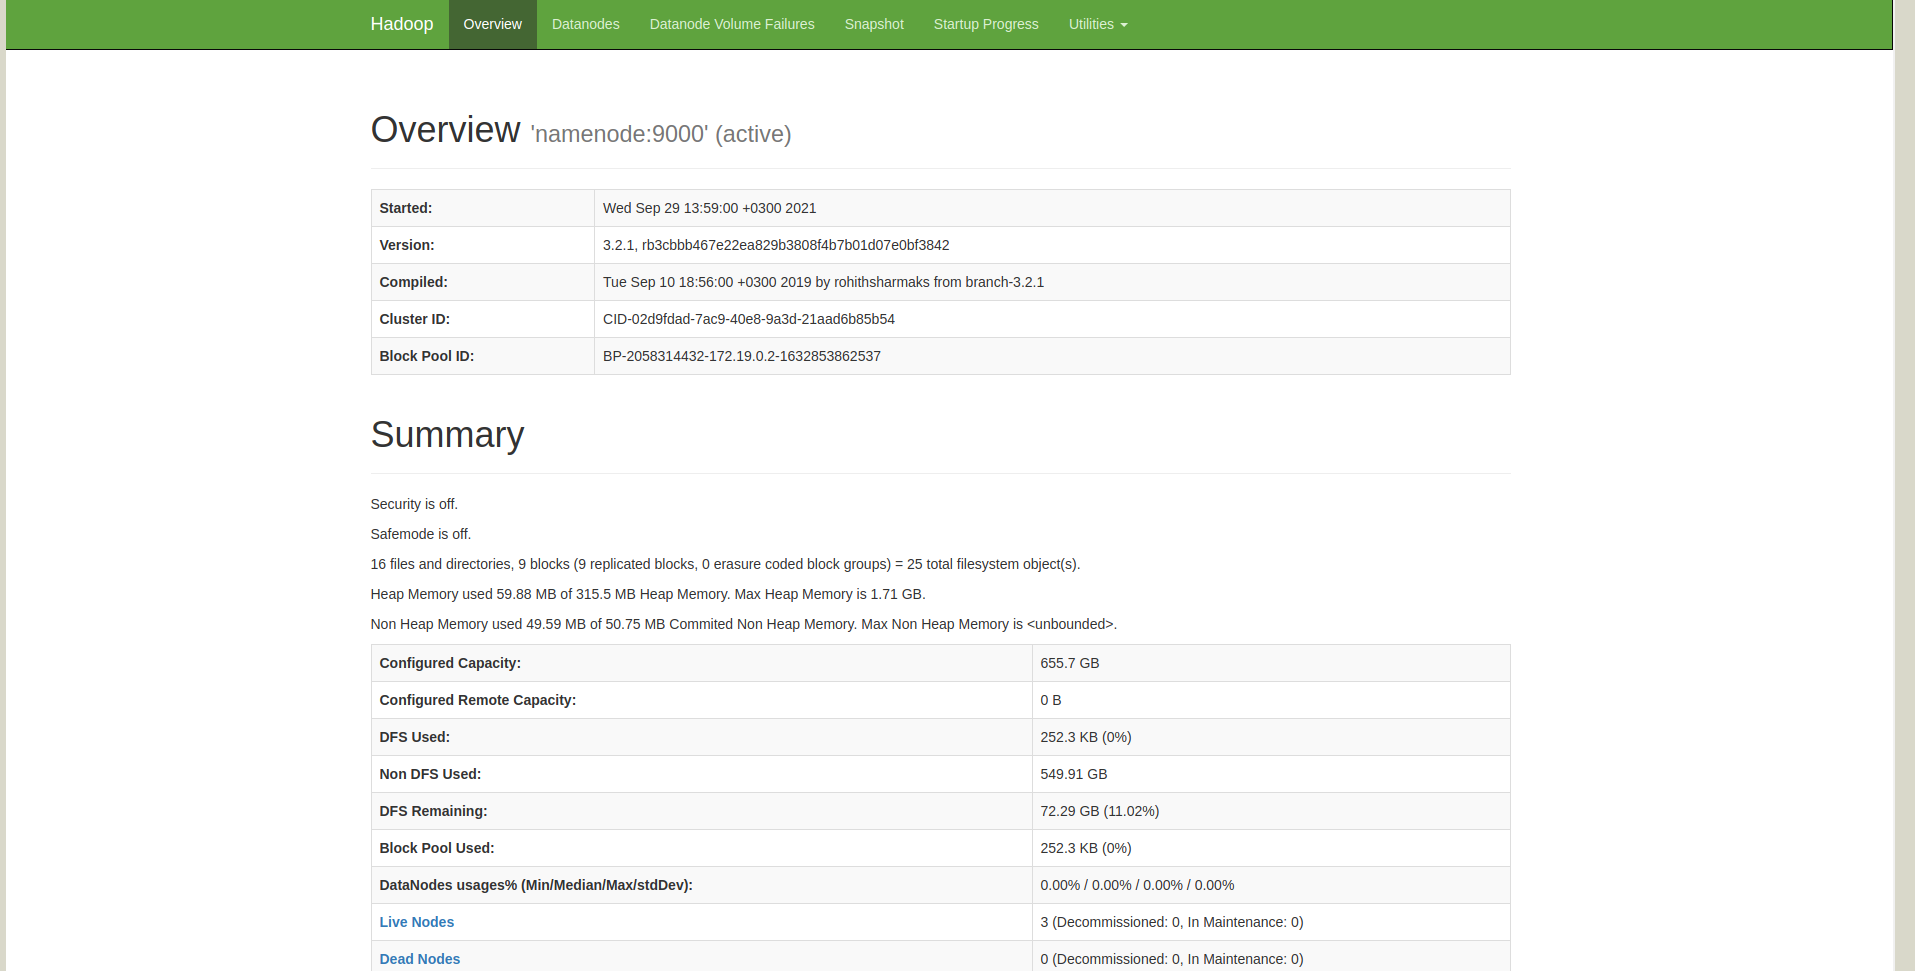 Hadoop Overview Datanodes Datanode Volume Failures Snapshot Startup Progress Utilities
Overview 'namenode:9000' (active)
Started: Wed Sep 29 13:59:00 +0300 2021
Version: 3.2.1, rb3cbbb467e22ea829b3808f4b7b01d07e0bf3842
Compiled: Tue Sep 10 18:56:00 +0300 2019 by rohithsharmaks from branch-3.2.1
Cluster ID: CID-02d9fdad-7ac9-40e8-9a3d-21aad6b85b54
Block Pool ID: BP-2058314432-172.19.0.2-1632853862537
Summary
Security is off.
Safemode is off.
16 files and directories, 9 blocks (9 replicated blocks, 0 erasure coded block groups) = 25 total filesystem object(s).
Heap Memory used 59.88 MB of 315.5 MB Heap Memory. Max Heap Memory is 1.71 GB.
Non Heap Memory used 49.59 MB of 50.75 MB Commited Non Heap Memory. Max Non Heap Memory is <unbounded>.
Configured Capacity: 655.7 GB
Configured Remote Capacity: 0 B
DFS Used: 252.3 KB (0%)
Non DFS Used: 549.91 GB
DFS Remaining: 72.29 GB (11.02%)
Block Pool Used: 252.3 KB (0%)
DataNodes usages% (Min/Median/Max/stdDev): 0.00% / 0.00% / 0.00% / 0.00%
Live Nodes 3 (Decommissioned: 0, In Maintenance: 0)
Dead Nodes 0 (Decommissioned: 0, In Maintenance: 0)